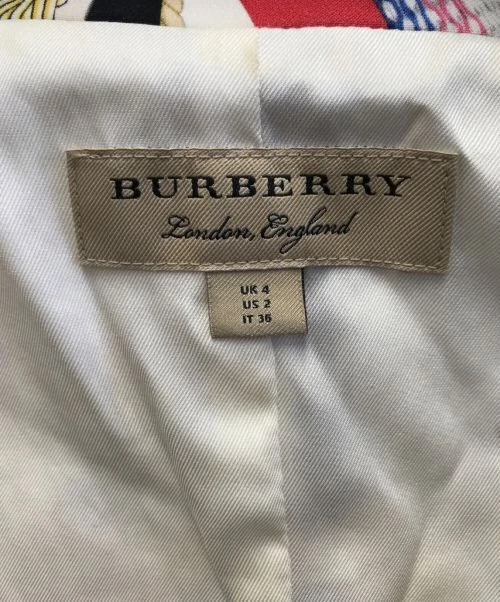 BURBERRY
London, England
UK 4
US 2
IT 36